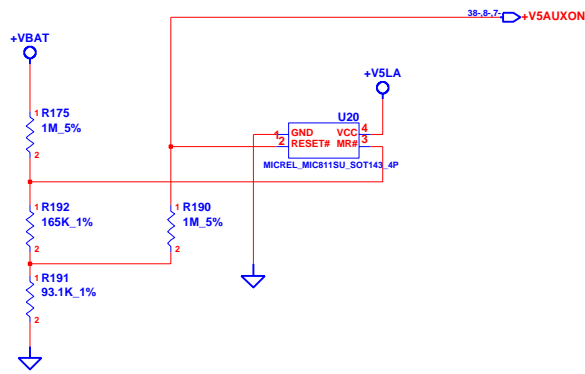 38-,8-,7-
+V5AUXON
+VBAT
+V5LA
1
R175
1M_5%
2
U20
1
GND
VCC
4
2
RESET#
MR#
3
MICREL_MIC811SU_SOT143_4P
1
R192
165K_1%
2
1
R190
1M_5%
2
1
R191
93.1K_1%
2